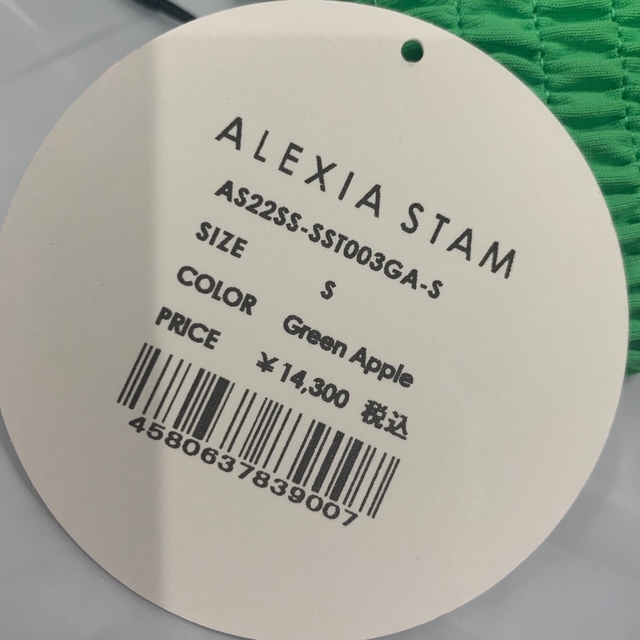 ALEXIA STAM
AS22SS-SST003GA-S
SIZE S
COLOR Green Apple
PRICE ¥14,300 税込
4580637839007